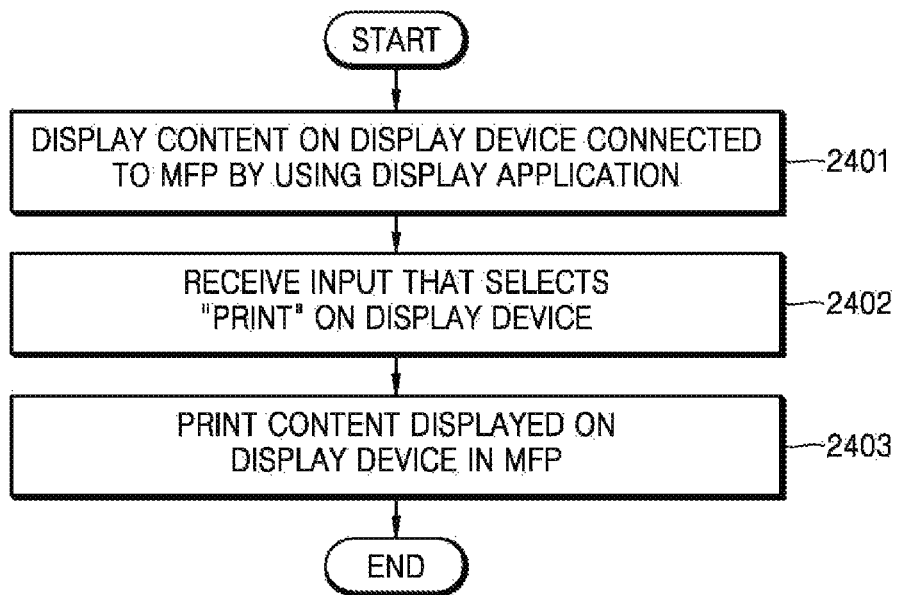 START
DISPLAY CONTENT ON DISPLAY DEVICE CONNECTED
TO MFP BY USING DISPLAY APPLICATION
2401
RECEIVE INPUT THAT SELECTS
"PRINT" ON DISPLAY DEVICE
2402
PRINT CONTENT DISPLAYED ON
DISPLAY DEVICE IN MFP
2403
END